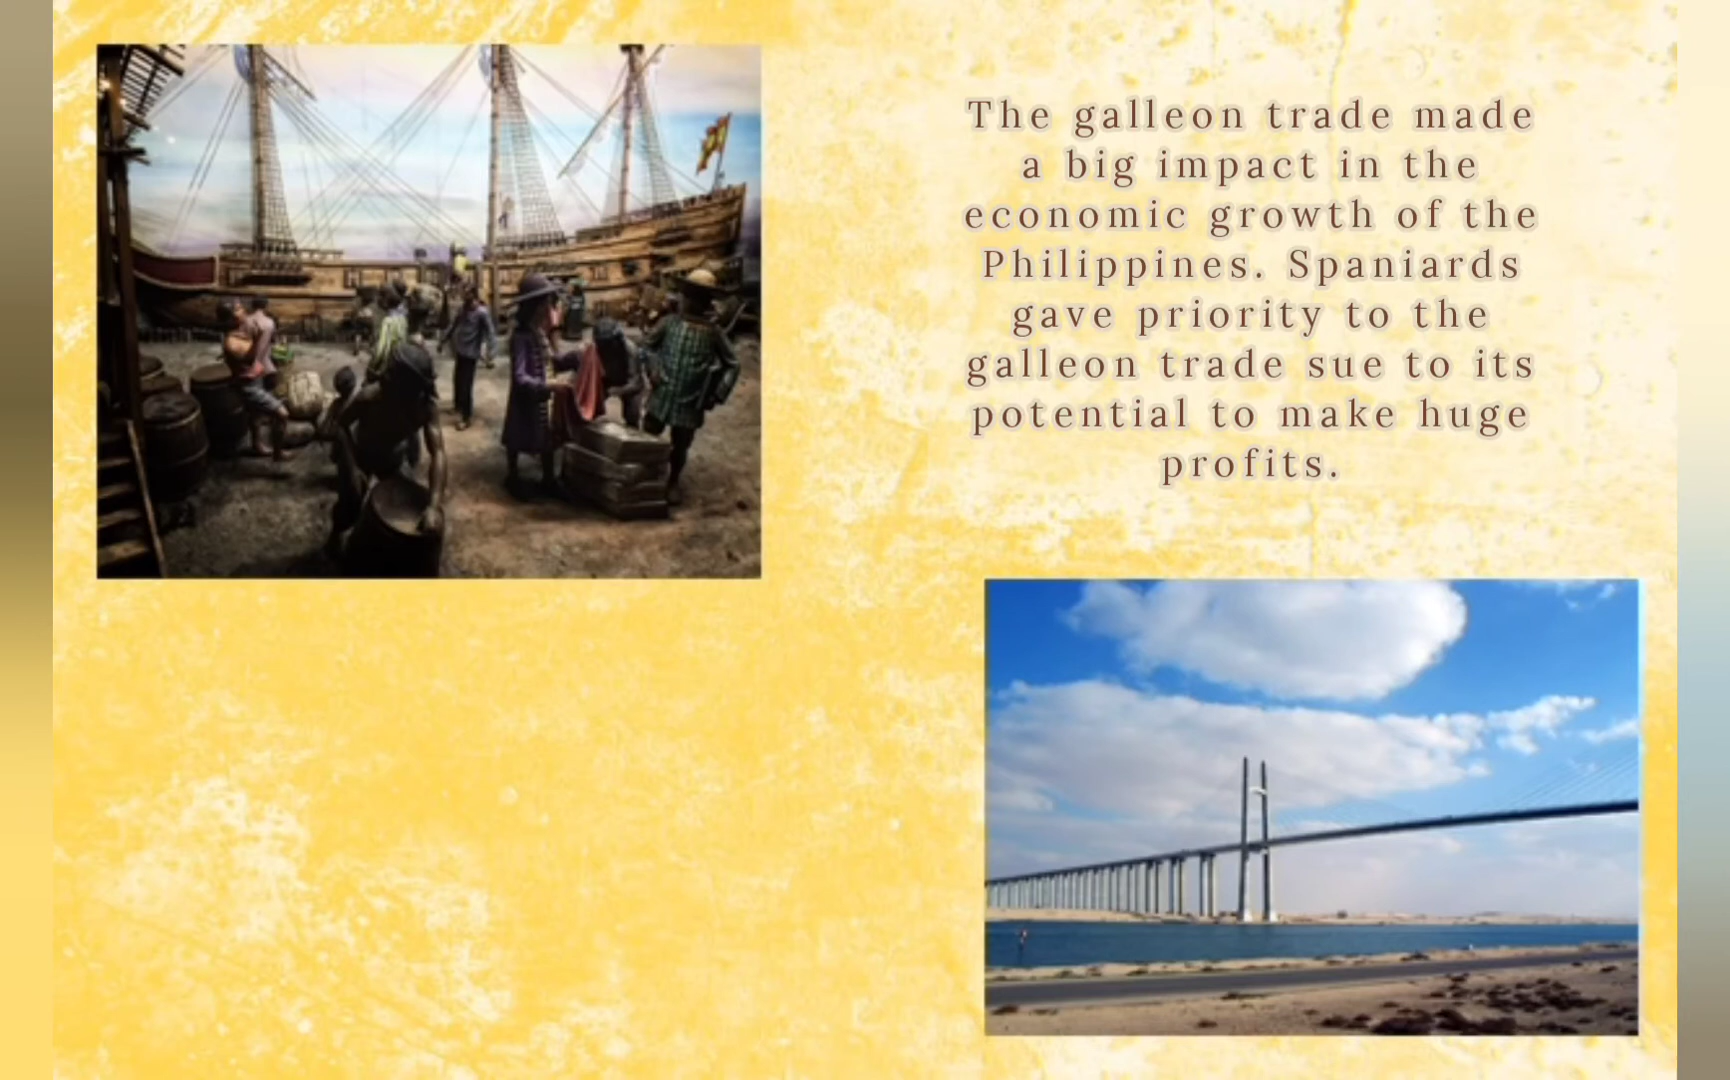 The galleon trade made
a big impact in the
economic growth of the
Philippines. Spaniards
gave priority to the
galleon trade sue to its
potential to make huge
profits.